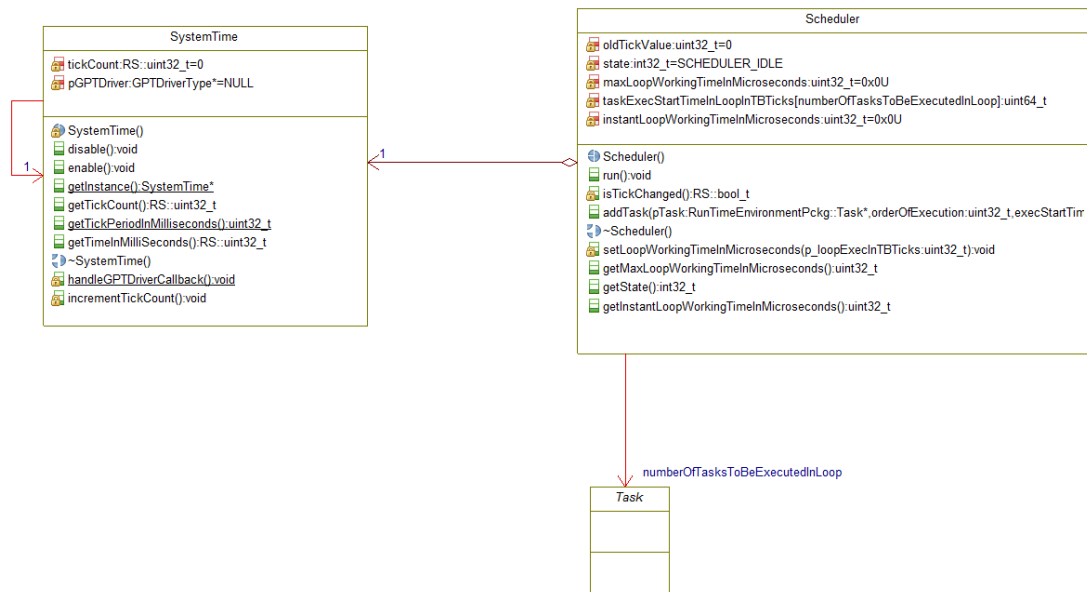 SystemTime
tickCount:RS::uint32_t=0
pGPTDriver:GPTDriverType*=NULL
SystemTime()
disable():void
enable():void
getInstance():SystemTime*
getTickCount():RS::uint32_t
getTickPeriodInMilliseconds():uint32_t
getTimeInMilliSeconds():RS::uint32_t
~SystemTime()
handleGPTDriverCallback():void
incrementTickCount():void
1
1
Scheduler
oldTickValue:uint32_t=0
state:int32_t=SCHEDULER_IDLE
maxLoopWorkingTimeInMicroseconds:uint32_t=0x0U
taskExecStartTimeInLoopInTBTicks[numberOfTasksToBeExecutedInLoop]:uint64_t
instantLoopWorkingTimeInMicroseconds:uint32_t=0x0U
Scheduler()
run():void
isTickChanged():RS::bool_t
addTask(pTask:RunTimeEnvironmentPckg::Task*,orderOfExecution:uint32_t,execStartTim
~Scheduler()
setLoopWorkingTimeInMicroseconds(p_loopExecInTBTicks:uint32_t):void
getMaxLoopWorkingTimeInMicroseconds():uint32_t
getState():int32_t
getInstantLoopWorkingTimeInMicroseconds():uint32_t
numberOfTasksToBeExecutedInLoop
Task